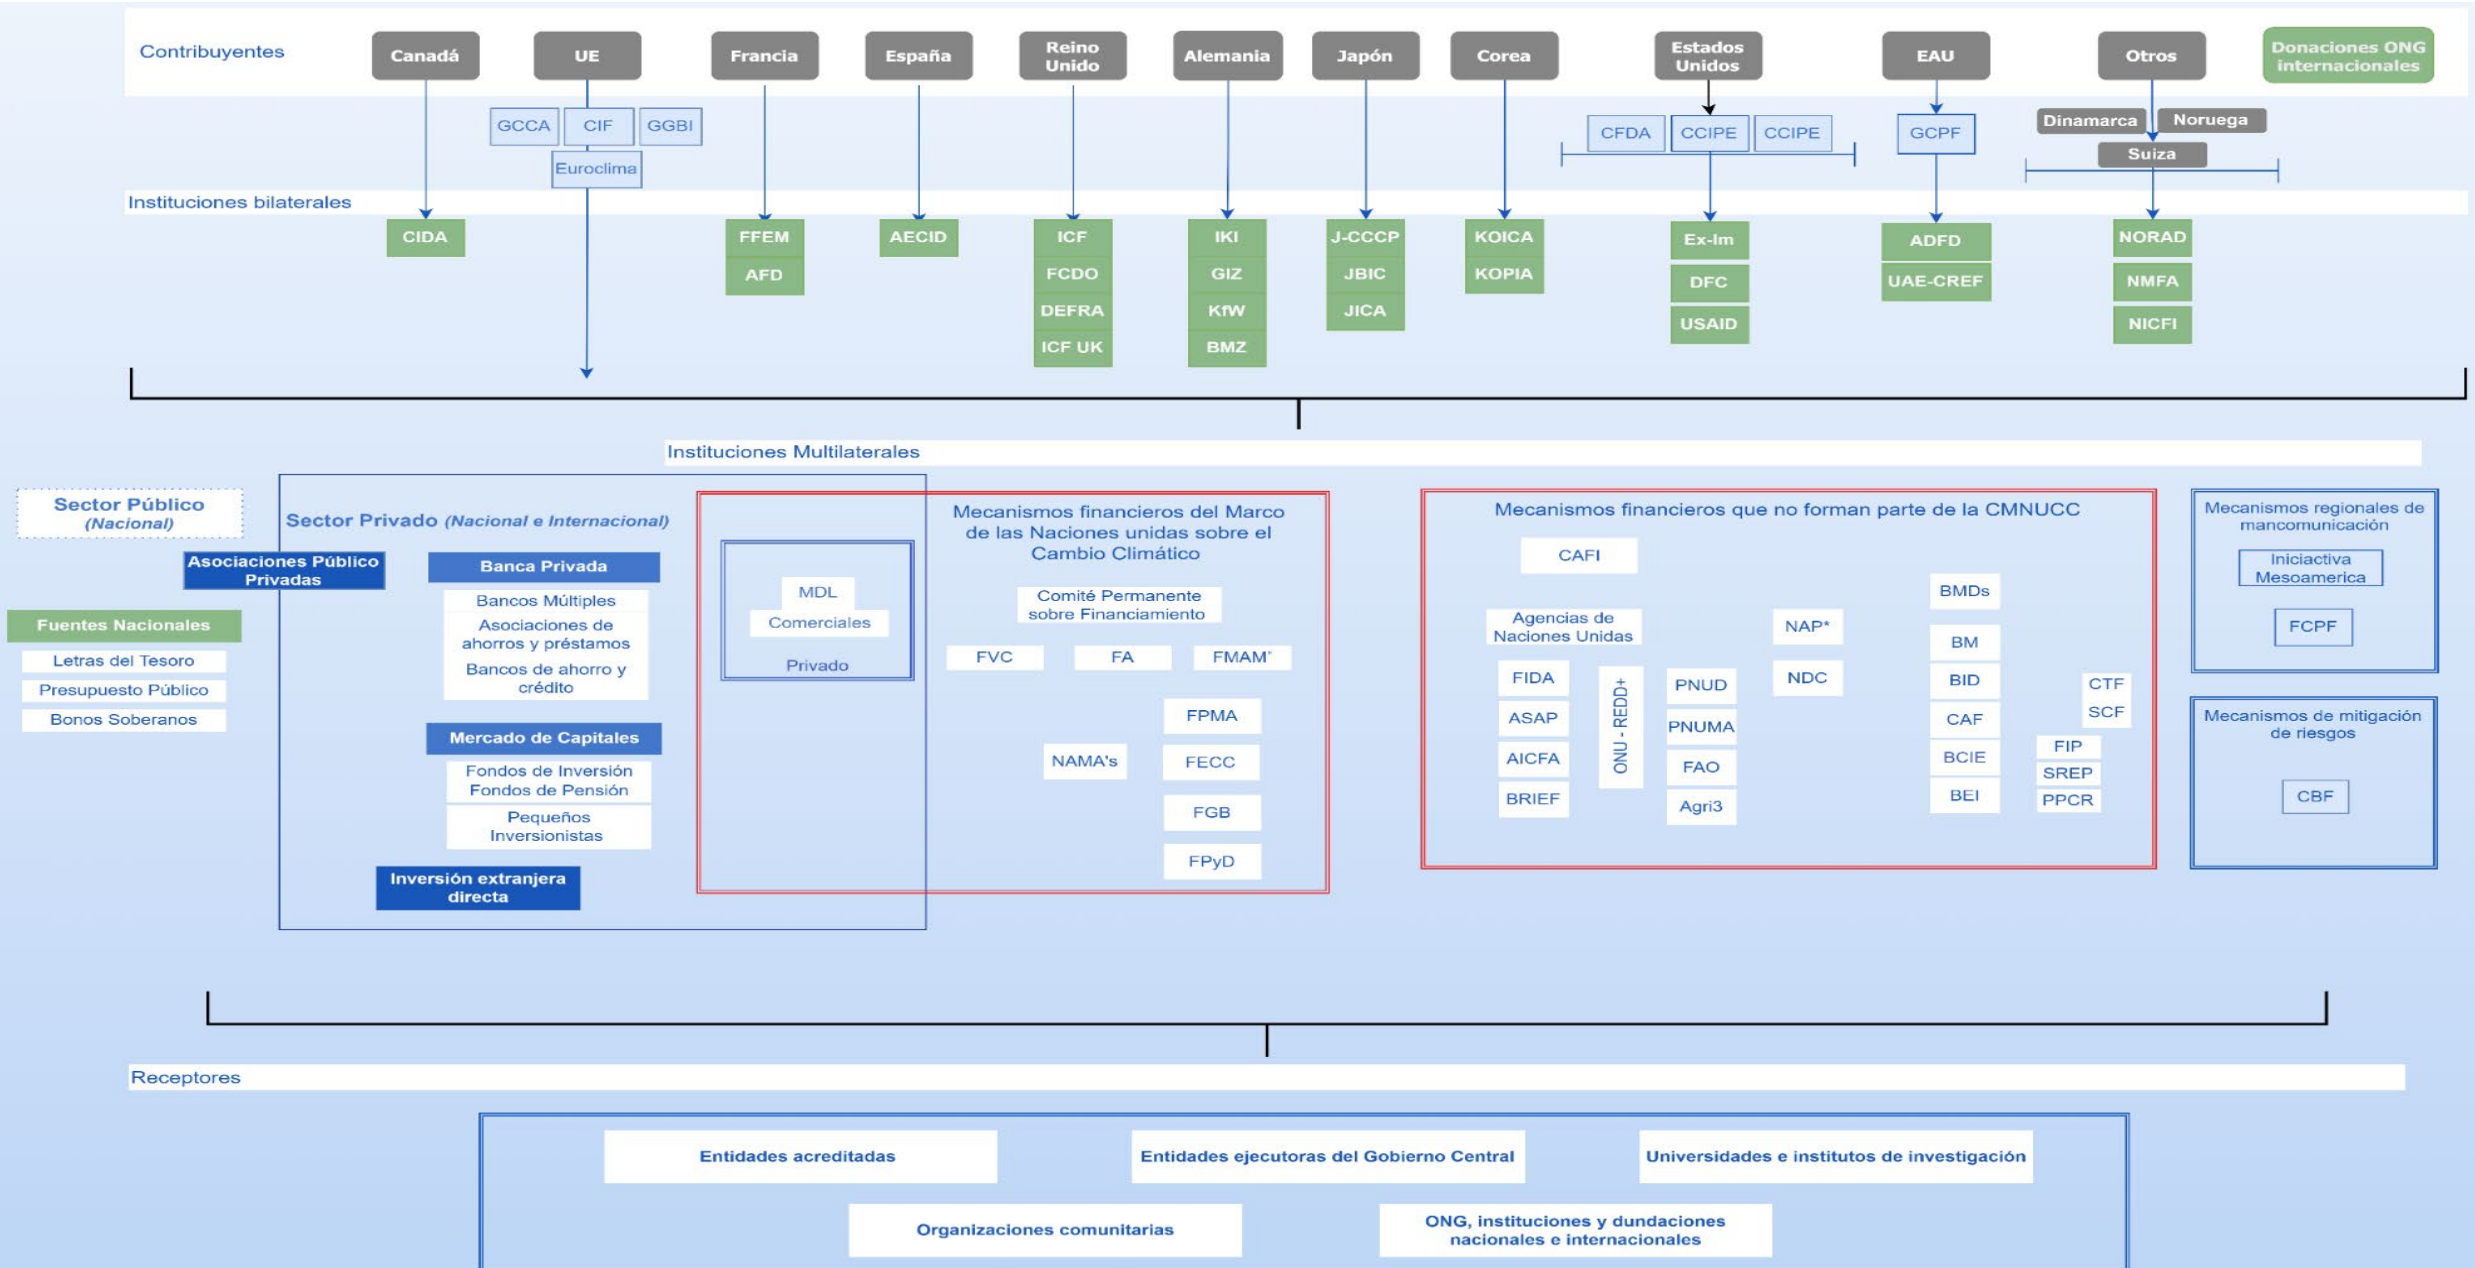 Contribuyentes
Canadá
UE
Francia
España
Reino
Unido
Alemania
Japón
Corea
Estados
Unidos
EAU
Otros
Donaciones ONG
internacionales
GCCA
CIF
GGBI
Euroclima
CFDA
CCIPE
CCIPE
GCPF
Dinamarca
Noruega
Suiza
Instituciones bilaterales
CIDA
FFEM
AFD
AECID
ICF
FCDO
DEFRA
ICF UK
IKI
GIZ
KfW
BMZ
J-CCCP
JBIC
JICA
KOICA
KOPIA
Ex-Im
DFC
USAID
ADFD
UAE-CREF
NORAD
NMFA
NICFI
Instituciones Multilaterales
Sector Público
(Nacional)
Fuentes Nacionales
Letras del Tesoro
Presupuesto Público
Bonos Soberanos
Asociaciones Público
Privadas
Sector Privado (Nacional e Internacional)
Banca Privada
Bancos Múltiples
Asociaciones de
ahorros y préstamos
Bancos de ahorro y
crédito
Mercado de Capitales
Fondos de Inversión
Fondos de Pensión
Pequeños
Inversionistas
Inversión extranjera
directa
MDL
Comerciales
Privado
Mecanismos financieros del Marco
de las Naciones unidas sobre el
Cambio Climático
Comité Permanente
sobre Financiamiento
FVC
FA
FMAM*
FPMA
NAMA's
FECC
FGB
FPyD
Mecanismos financieros que no forman parte de la CMNUCC
CAFI
Agencias de
Naciones Unidas
FIDA
ASAP
AICFA
BRIEF
ONU - REDD+
PNUD
PNUMA
FAO
Agri3
NAP*
NDC
BMDs
BM
BID
CAF
BCIE
BEI
CTF
SCF
FIP
SREP
PPCR
Mecanismos regionales de
mancomunicación
Iniciactiva
Mesoamerica
FCPF
Mecanismos de mitigación
de riesgos
CBF
Receptores
Entidades acreditadas
Entidades ejecutoras del Gobierno Central
Universidades e institutos de investigación
Organizaciones comunitarias
ONG, instituciones y dundaciones
nacionales e internacionales